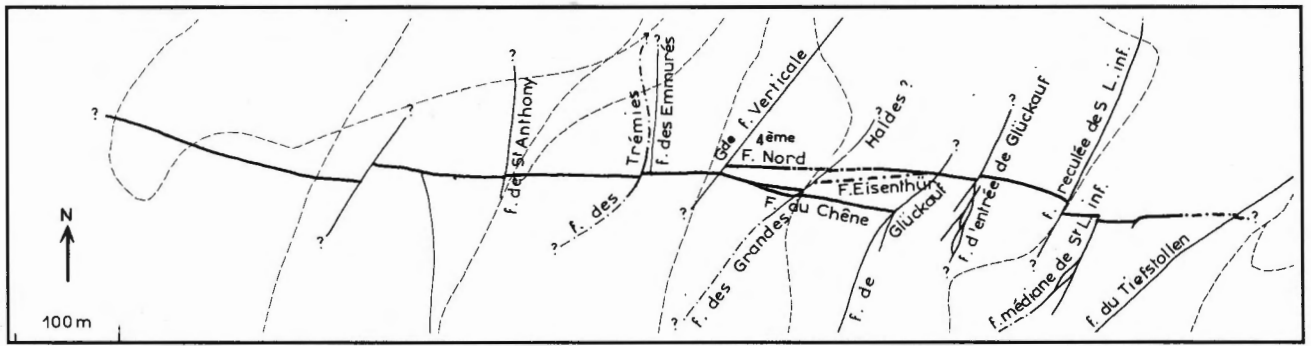 ?
?
?
f. de St Anthony
?
?
Trémies
f. des
?
?
f. des Emmurés
Gde f. Verticale
?
4ème
F. Nord
Haldes ?
?
f. des Grandes
?
F. Eisenthür
F. du Chêne
?
Glückauf
f. de
?
f. d'entrée de Glückauf
?
f. reculée de S L. inf.
?
f. médiane de St L. inf.
?
f. du Tiefstollen
N
100 m